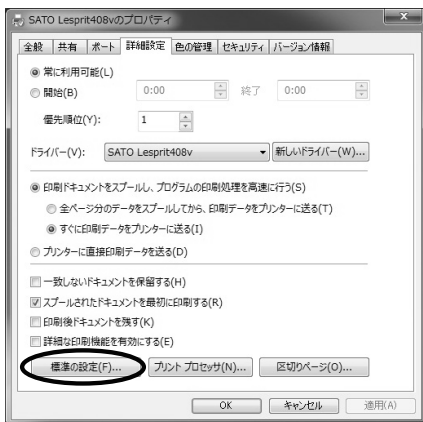 SATO Lesprit408vのプロパティ
全般 共有 ポート 詳細設定 色の管理 セキュリティ バージョン情報
常に利用可能(L)
開始(B) 0:00 終了 0:00
優先順位(Y): 1
ドライバー(V): SATO Lesprit408v 新しいドライバー(W)...
印刷ドキュメントをスプールし、プログラムの印刷処理を高速に行う(S)
全ページ分のデータをスプールしてから、印刷データをプリンターに送る(T)
すぐに印刷データをプリンターに送る(I)
プリンターに直接印刷データを送る(D)
一致しないドキュメントを保留する(H)
スプールされたドキュメントを最初に印刷する(R)
印刷後ドキュメントを残す(K)
詳細な印刷機能を有効にする(E)
標準の設定(F)... プリント プロセッサ(N)... 区切りページ(O)...
OK キャンセル 適用(A)